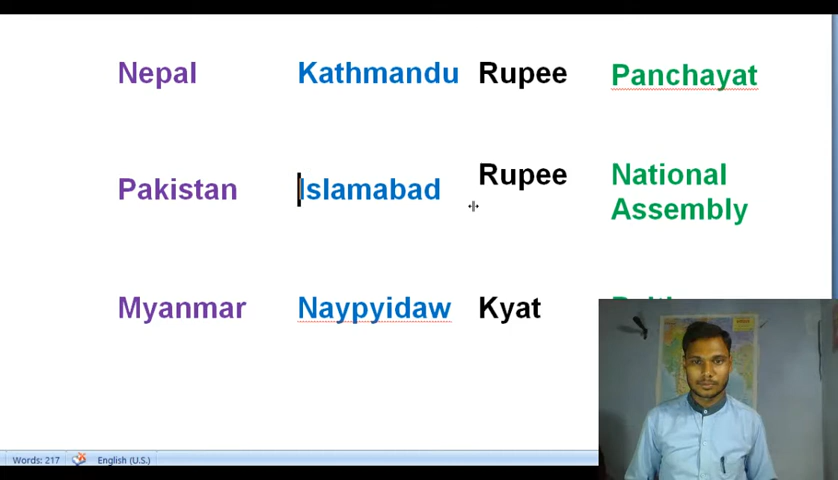 Nepal Kathmandu Rupee Panchayat
Pakistan Islamabad Rupee National
Assembly
Myanmar Naypyidaw Kyat
Words: 217 English (U.S.)